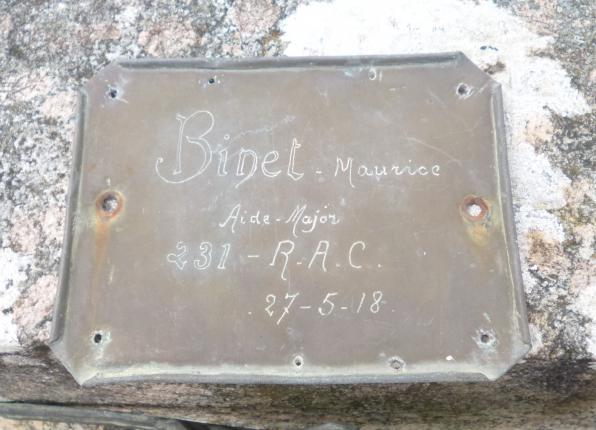 Binet - Maurice
Aide-Major
231 - R.A.C.
27-5-18.